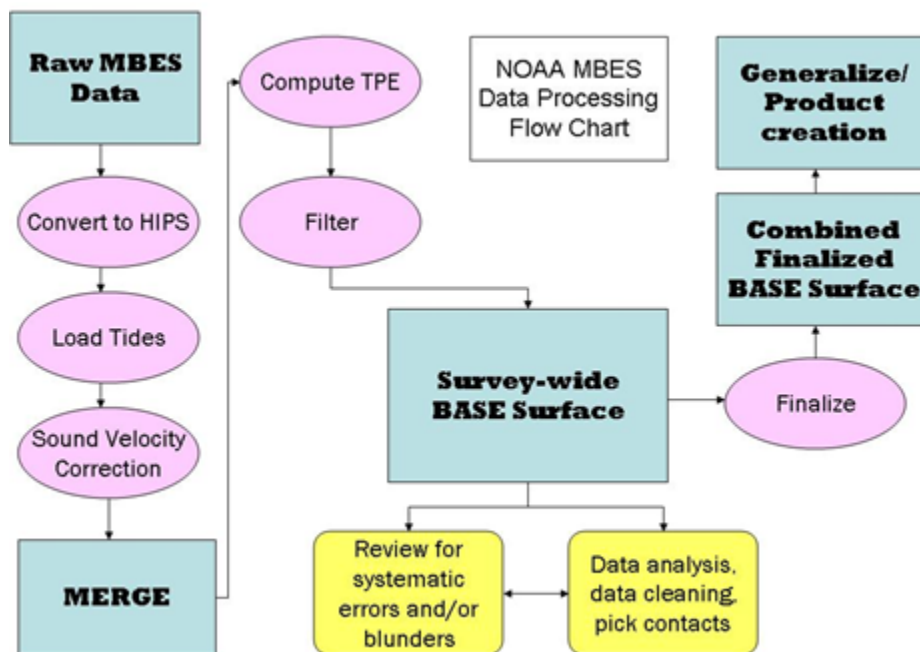 Raw MBES
Data
Convert to HIPS
Load Tides
Sound Velocity
Correction
MERGE
Compute TPE
Filter
NOAA MBES
Data Processing
Flow Chart
Survey-wide
BASE Surface
Review for
systematic
errors and/or
blunders
Data analysis,
data cleaning,
pick contacts
Finalize
Combined
Finalized
BASE Surface
Generalize/
Product
creation